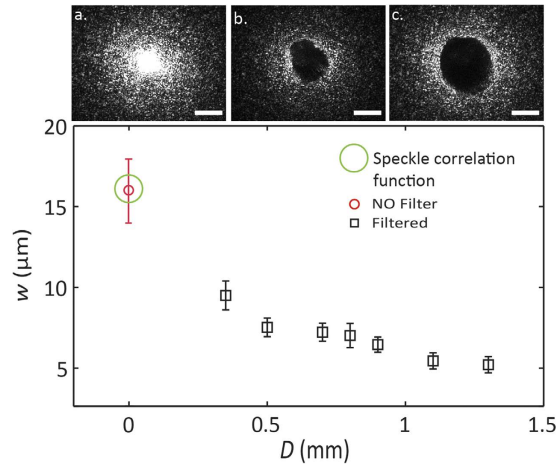 a.
b.
c.
20
15
10
5
w (μm)
Speckle correlation
function
NO Filter
Filtered
0
0.5
1
1.5
D (mm)